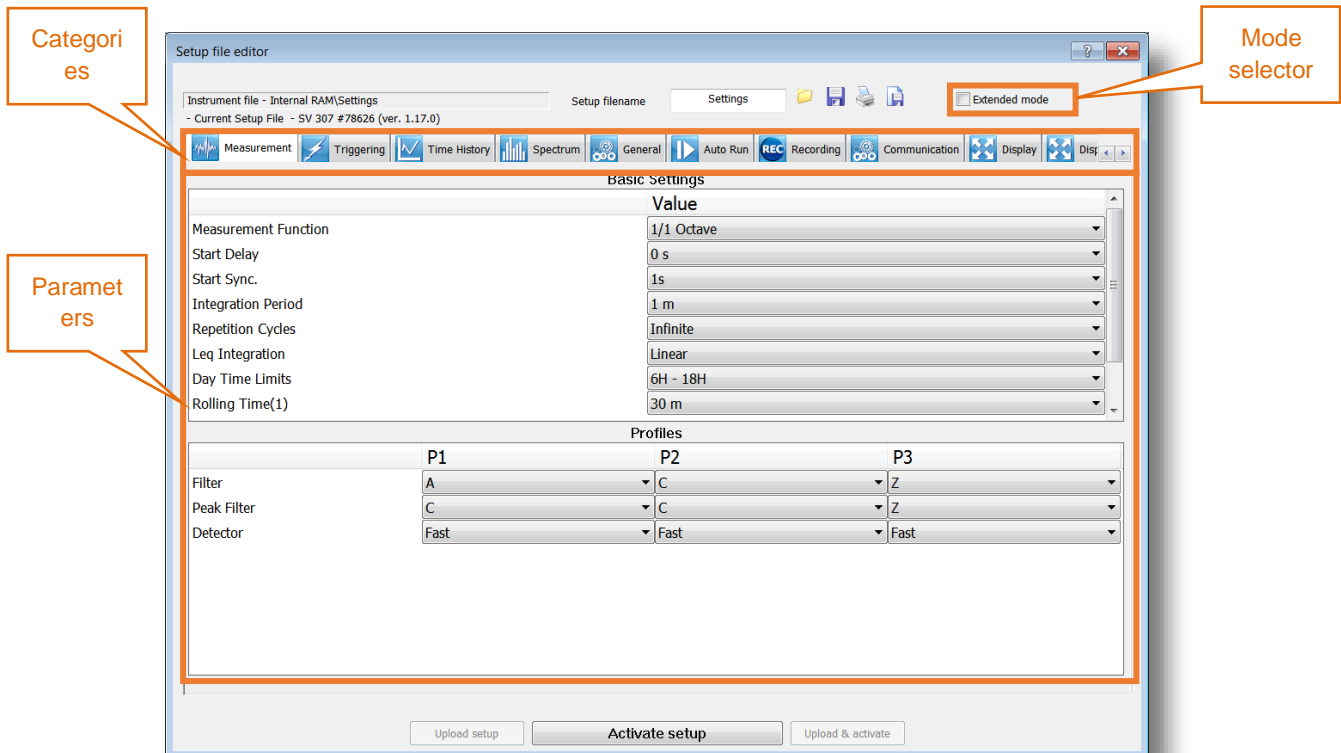 Categori
es
Mode
selector
Setup file editor
Instrument file - Internal RAM\Settings
Setup filename
Settings
Extended mode
- Current Setup File - SV 307 #78626 (ver. 1.17.0)
Measurement Triggering Time History Spectrum General Auto Run REC Recording Communication Display
Basic Settings
Value
Measurement Function 1/1 Octave
Start Delay 0 s
Start Sync. 1s
Paramet
ers
Integration Period 1 m
Repetition Cycles Infinite
Leq Integration Linear
Day Time Limits 6H - 18H
Rolling Time(1) 30 m
Profiles
P1 P2 P3
Filter A C Z
Peak Filter C C Z
Detector Fast Fast Fast
Upload setup Activate setup Upload & activate